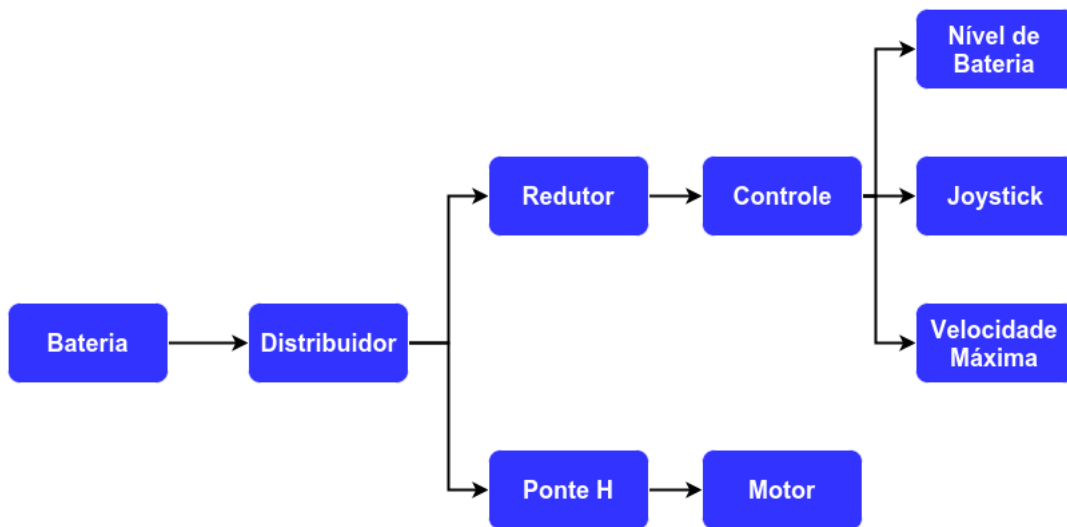 Nível de
Bateria
Redutor
Controle
Joystick
Bateria
Distribuidor
Velocidade
Máxima
Ponte H
Motor